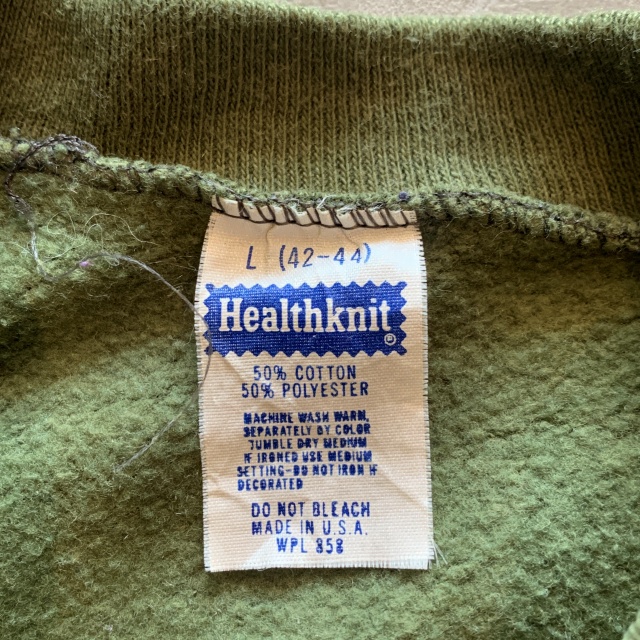 L (42-44)
Healthknit®
50% COTTON
50% POLYESTER
MACHINE WASH WARM,
SEPARATELY BY COLOR
TUMBLE DRY MEDIUM
IF IRONED USE MEDIUM
SETTING-DO NOT IRON IF
DECORATED
DO NOT BLEACH
MADE IN U.S.A.
WPL 858